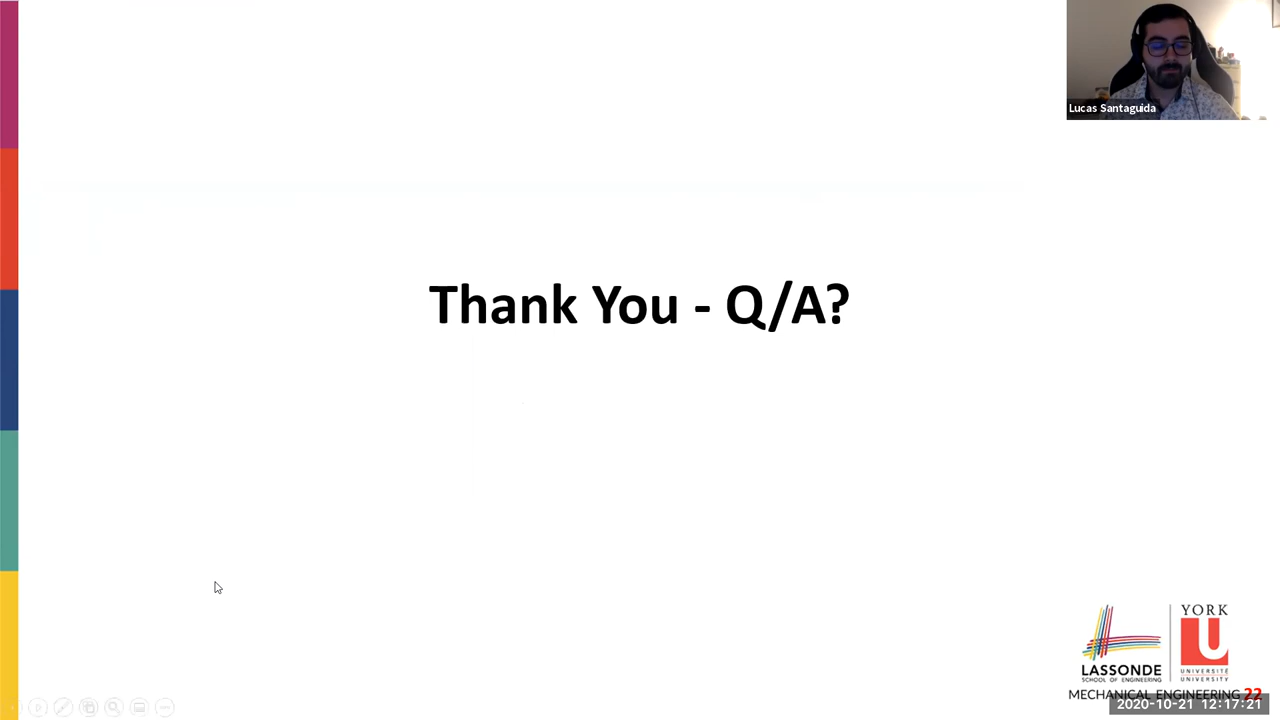 Lucas Santaguida
Thank You - Q/A?
LASSONDE
SCHOOL OF ENGINEERING
YORK
U
UNIVERSITÉ
UNIVERSITY
MECHANICAL ENGINEERING 22
2020-10-21 12:17:21